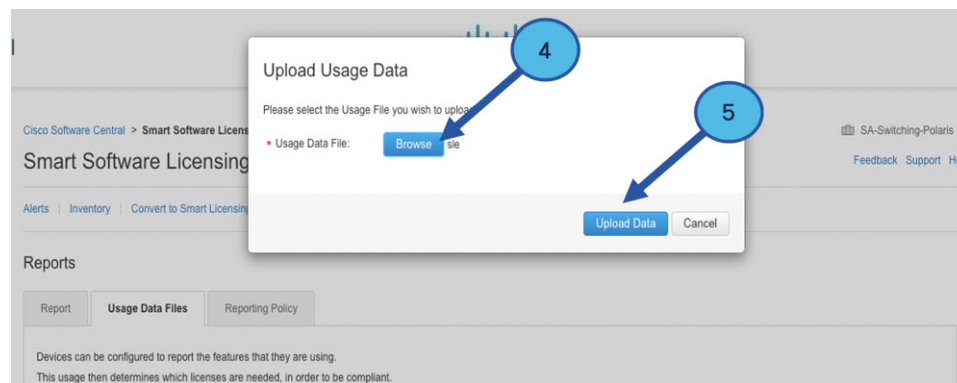 4
Upload Usage Data
Please select the Usage File you wish to upload
5
Cisco Software Central > Smart Software Licens
SA-Switching-Polaris
• Usage Data File: Browse sle
Smart Software Licensing
Feedback Support H
Alerts | Inventory | Convert to Smart Licensing
Upload Data Cancel
Reports
Report Usage Data Files Reporting Policy
Devices can be configured to report the features that they are using.
This usage then determines which licenses are needed, in order to be compliant.